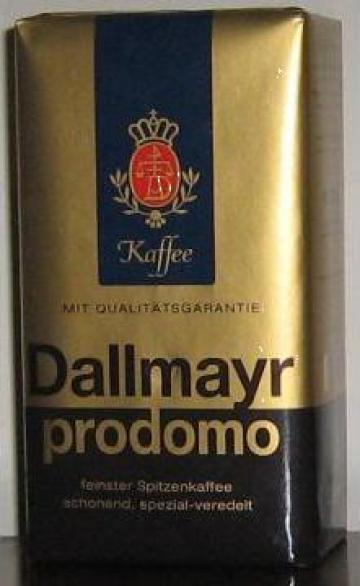 Kaffee
MIT QUALITÄTSGARANTIE
Dallmayr
prodomo
feinster Spitzenkaffee
schonend, spezial-veredelt